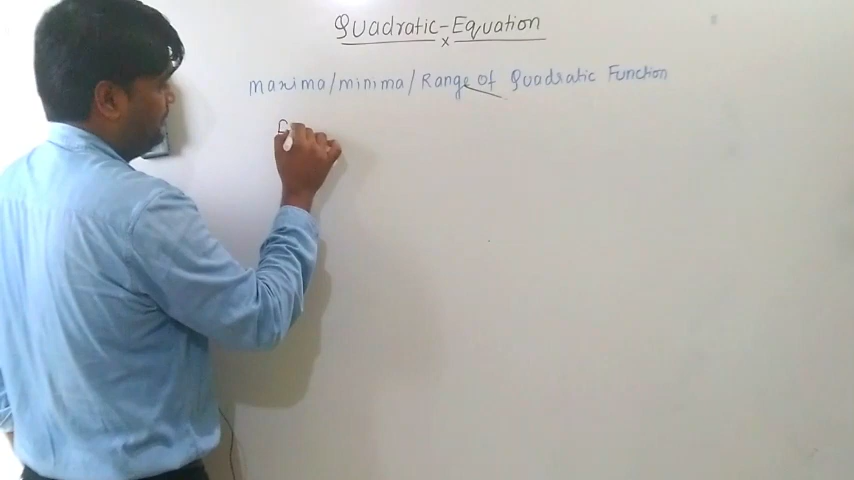 Quadratic-Equation
x
maxima/minima/Range of Quadratic Function